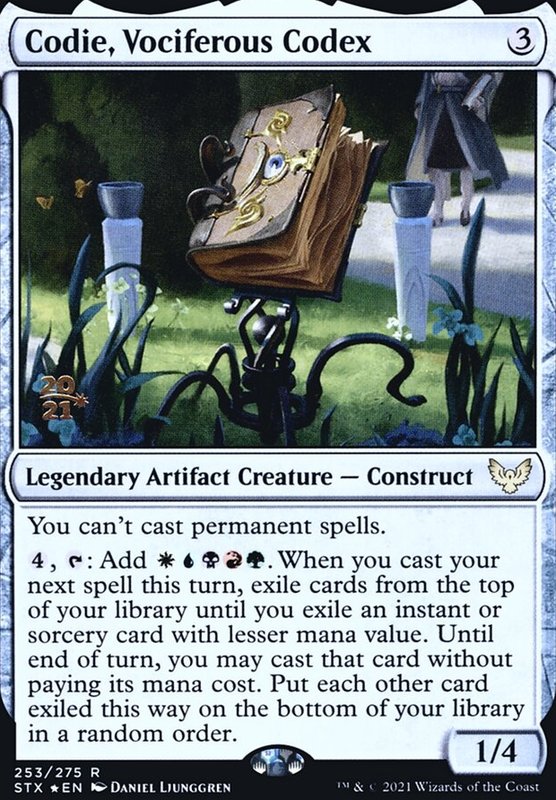 Codie, Vociferous Codex 3
20
21
Legendary Artifact Creature — Construct
You can't cast permanent spells.
4, : Add . When you cast your
next spell this turn, exile cards from the top
of your library until you exile an instant or
sorcery card with lesser mana value. Until
end of turn, you may cast that card without
paying its mana cost. Put each other card
exiled this way on the bottom of your library
in a random order.
1/4
253/275 R
STX ★ EN Daniel Ljunggren ™ & © 2021 Wizards of the Coast